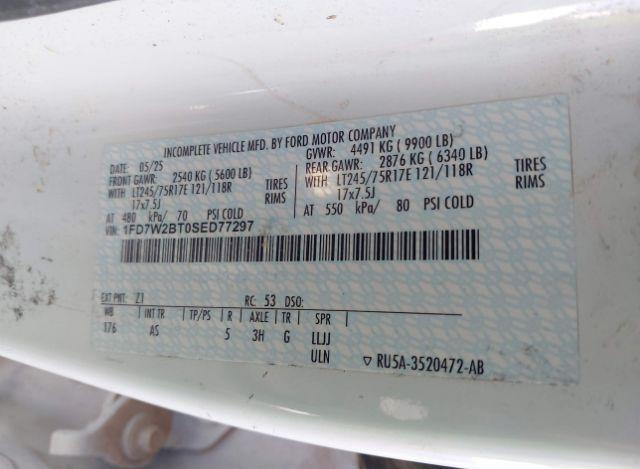 INCOMPLETE VEHICLE MFD. BY FORD MOTOR COMPANY
DATE: 05/25 GVWR: 4491 KG ( 9900 LB)
FRONT GAWR: 2540 KG ( 5600 LB) REAR GAWR: 2876 KG ( 6340 LB)
WITH LT245/75R17E 121/118R TIRES WITH LT245/75R17E 121/118R TIRES
17x7.5J RIMS 17x7.5J RIMS
AT 480 kPa/ 70 PSI COLD AT 550 kPa/ 80 PSI COLD
VIN: 1FD7W2BT0SED77297
EXT PNT: Z1 RC: 53 DSO:
WB INT TR TP/PS R AXLE TR SPR
176 AS 5 3H G LLJJ
ULN ▽ RU5A-3520472-AB